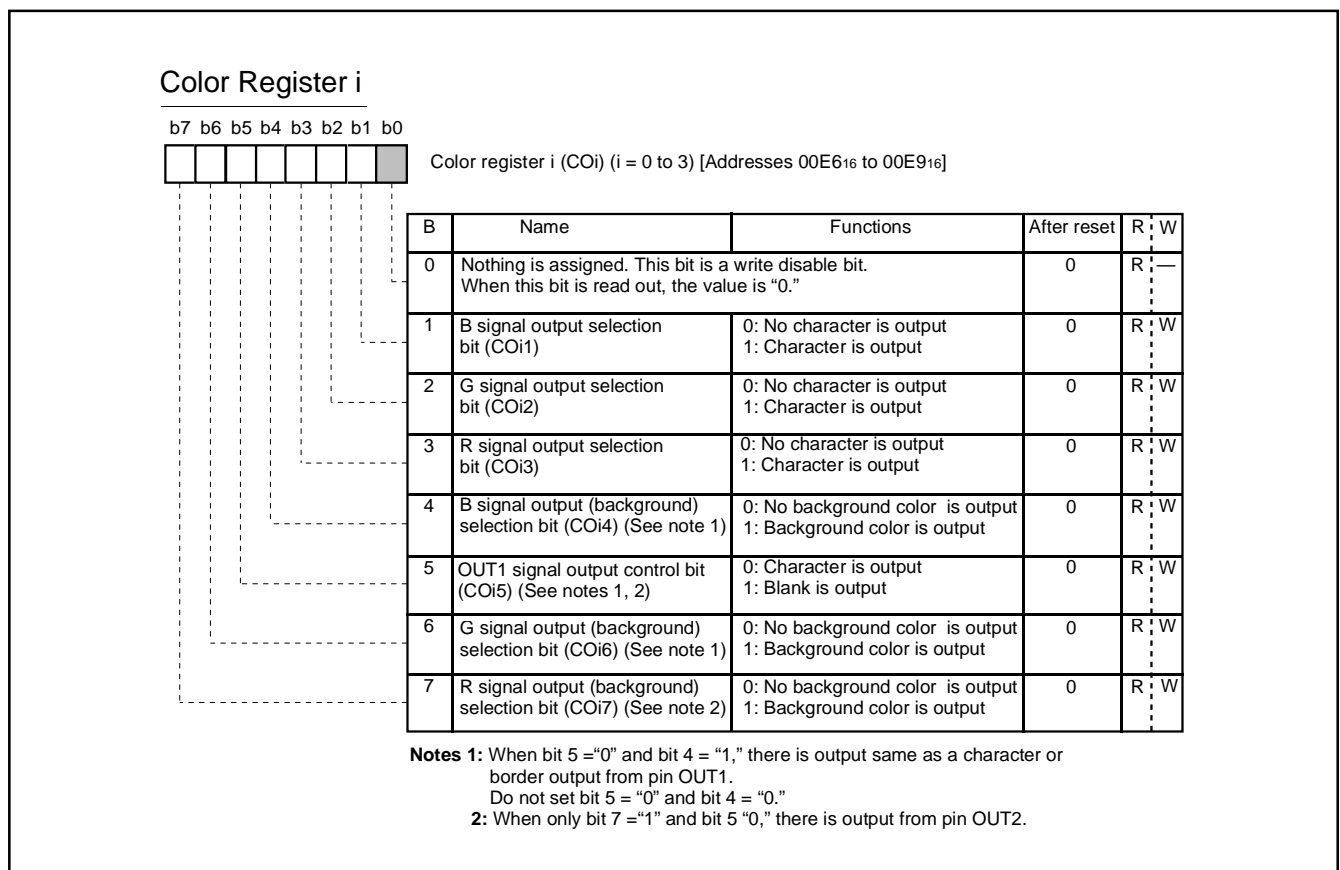 Color Register i
b7 b6 b5 b4 b3 b2 b1 b0
Color register i (COi) (i = 0 to 3) [Addresses 00E616 to 00E916]
B Name Functions After reset R W
0 Nothing is assigned. This bit is a write disable bit. 0 R —
When this bit is read out, the value is “0.”
1 B signal output selection 0: No character is output 0 R W
bit (COi1) 1: Character is output
2 G signal output selection 0: No character is output 0 R W
bit (COi2) 1: Character is output
3 R signal output selection 0: No character is output 0 R W
bit (COi3) 1: Character is output
4 B signal output (background) 0: No background color is output 0 R W
selection bit (COi4) (See note 1) 1: Background color is output
5 OUT1 signal output control bit 0: Character is output 0 R W
(COi5) (See notes 1, 2) 1: Blank is output
6 G signal output (background) 0: No background color is output 0 R W
selection bit (COi6) (See note 1) 1: Background color is output
7 R signal output (background) 0: No background color is output 0 R W
selection bit (COi7) (See note 2) 1: Background color is output
Notes 1: When bit 5 =“0” and bit 4 = “1,” there is output same as a character or
border output from pin OUT1.
Do not set bit 5 = “0” and bit 4 = “0.”
2: When only bit 7 =“1” and bit 5 “0,” there is output from pin OUT2.